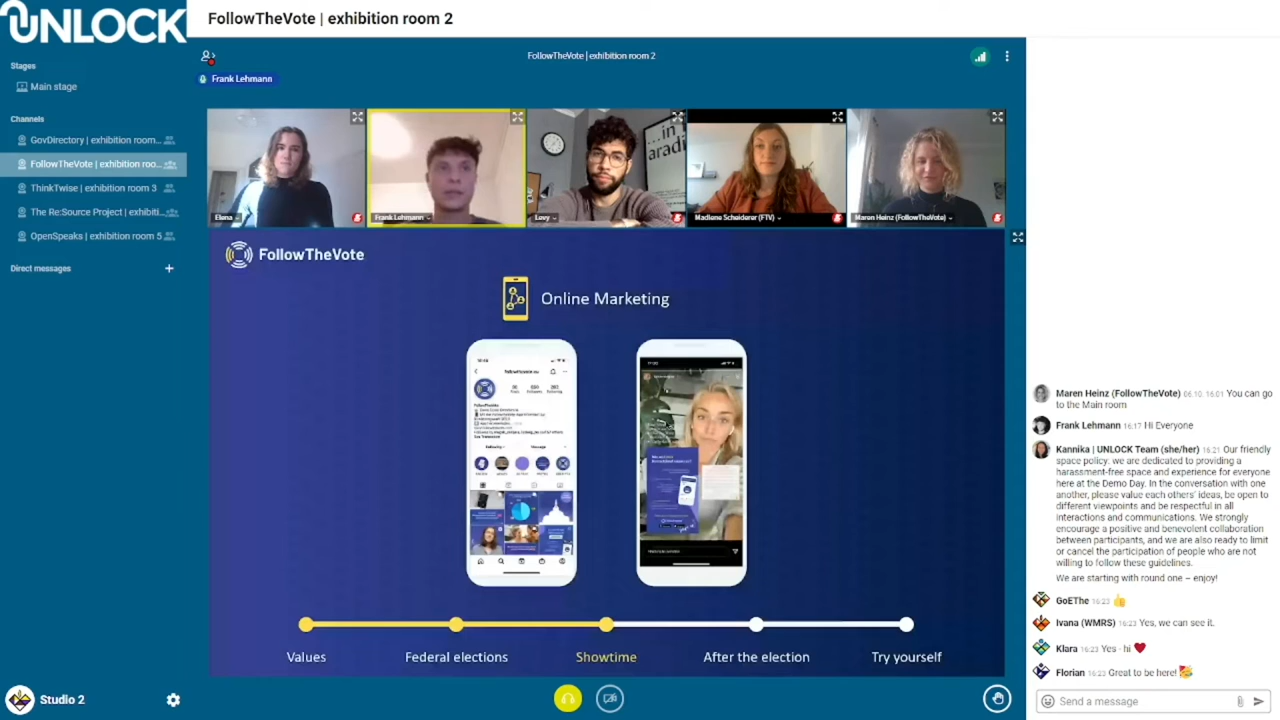 UNLOCK
FollowTheVote | exhibition room 2
Stages
Main stage
Channels
GovDirectory | exhibition room...
FollowTheVote | exhibition roo...
ThinkTwise | exhibition room 3
The Re:Source Project | exhibiti...
OpenSpeaks | exhibition room 5
Direct messages
Studio 2
FollowTheVote | exhibition room 2
Frank Lehmann
...in
aradi
Elena
Frank Lehmann
Levy
Madlene Scheiderer (FTV)
Maren Heinz (FollowTheVote)
FollowTheVote
Online Marketing
Values
Federal elections
Showtime
After the election
Try yourself
Maren Heinz (FollowTheVote) 06.10. 16:01 You can go
to the Main room
Frank Lehmann 16:17 Hi Everyone
Kannika | UNLOCK Team (she/her) 16:21 Our friendly
space policy: we are dedicated to providing a
harassment-free space and experience for everyone
here at the Demo Day. In the conversation with one
another, please value each others' ideas, be open to
different viewpoints and be respectful in all
interactions and communications. We strongly
encourage a positive and benevolent collaboration
between participants, and we are also ready to limit
or cancel the participation of people who are not
willing to follow these guidelines.
We are starting with round one – enjoy!
GoEThe 16:23 👍
Ivana (WMRS) 16:23 Yes, we can see it.
Klara 16:23 Yes - hi ❤️
Florian 16:23 Great to be here! 🥳
Send a message